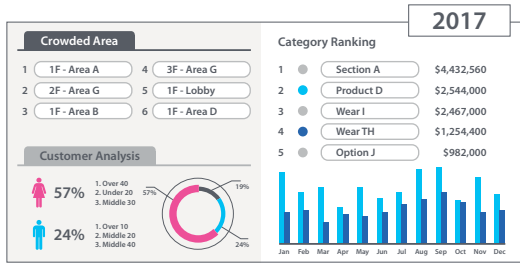 2017
Crowded Area
1 1F - Area A 4 3F - Area G
2 2F - Area G 5 1F - Lobby
3 1F - Area B 6 1F - Area D
Customer Analysis
57%
1. Over 40
2. Under 20
3. Middle 30
24%
1. Over 10
2. Middle 20
3. Middle 40
57%
19%
24%
Category Ranking
1 Section A $4,432,560
2 Product D $2,544,000
3 Wear I $2,467,000
4 Wear TH $1,254,400
5 Option J $982,000
Jan Feb Mar Apr May Jun Jul Aug Sep Oct Nov Dec